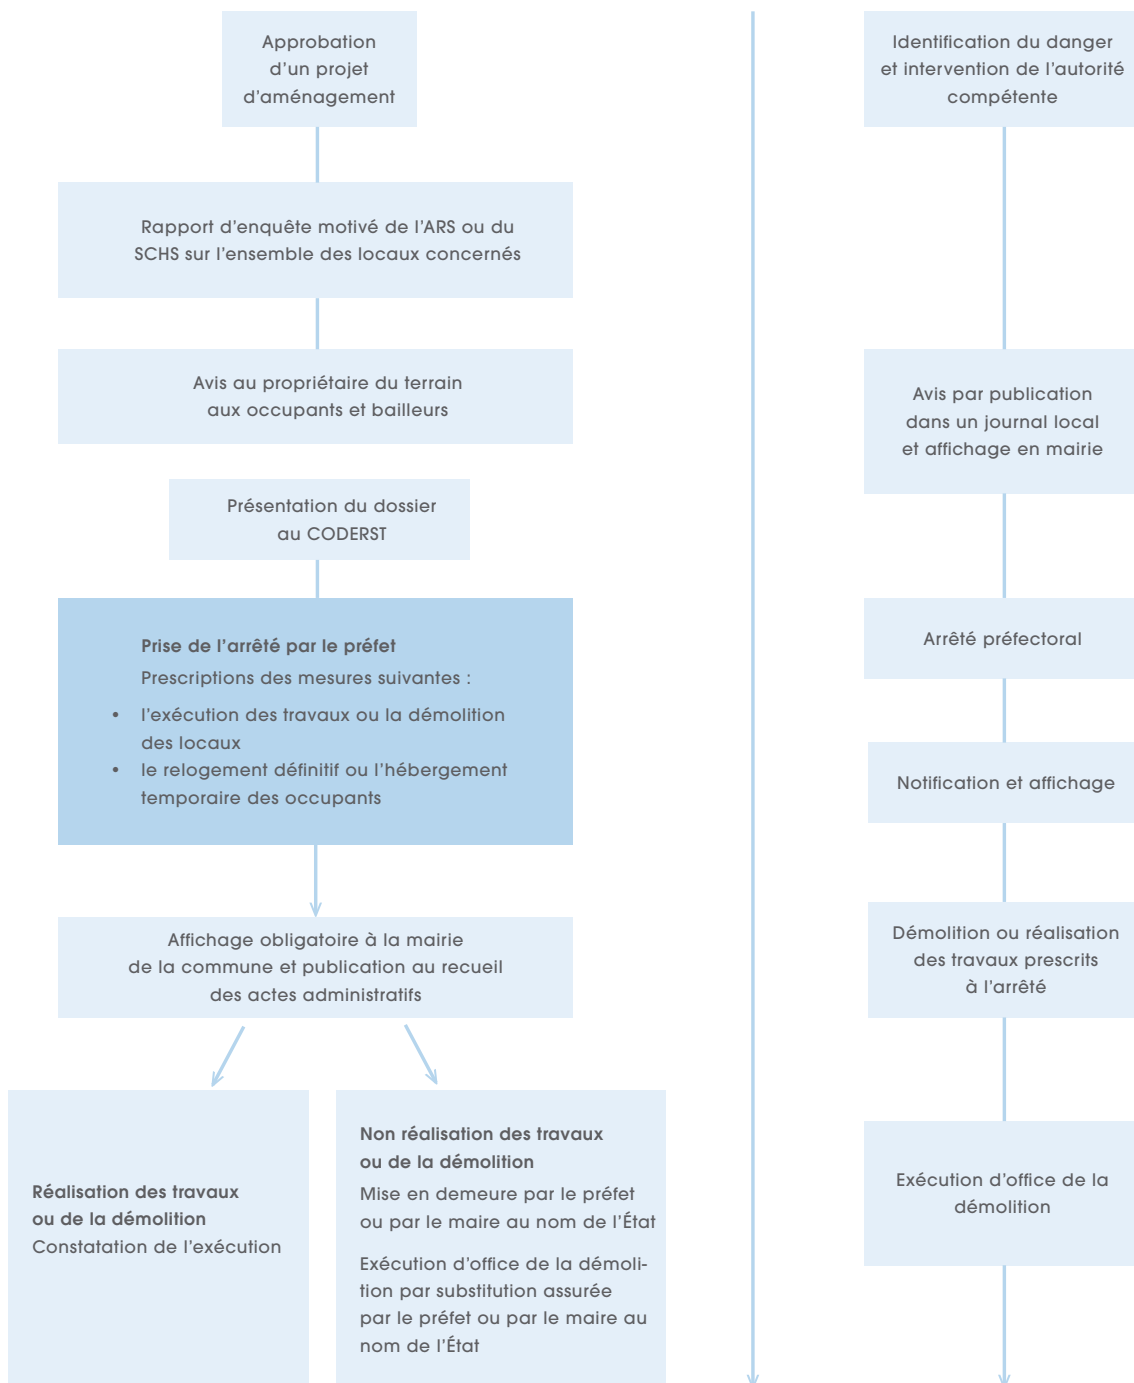 Approbation
d'un projet
d'aménagement
Rapport d'enquête motivé de l'ARS ou du
SCHS sur l'ensemble des locaux concernés
Avis au propriétaire du terrain
aux occupants et bailleurs
Présentation du dossier
au CODERST
Prise de l'arrêté par le préfet
Prescriptions des mesures suivantes :
• l'exécution des travaux ou la démolition
des locaux
• le relogement définitif ou l'hébergement
temporaire des occupants
Affichage obligatoire à la mairie
de la commune et publication au recueil
des actes administratifs
Réalisation des travaux
ou de la démolition
Constatation de l'exécution
Non réalisation des travaux
ou de la démolition
Mise en demeure par le préfet
ou par le maire au nom de l'État
Exécution d'office de la démoli-
tion par substitution assurée
par le préfet ou par le maire au
nom de l'État
Identification du danger
et intervention de l'autorité
compétente
Avis par publication
dans un journal local
et affichage en mairie
Arrêté préfectoral
Notification et affichage
Démolition ou réalisation
des travaux prescrits
à l'arrêté
Exécution d'office de la
démolition